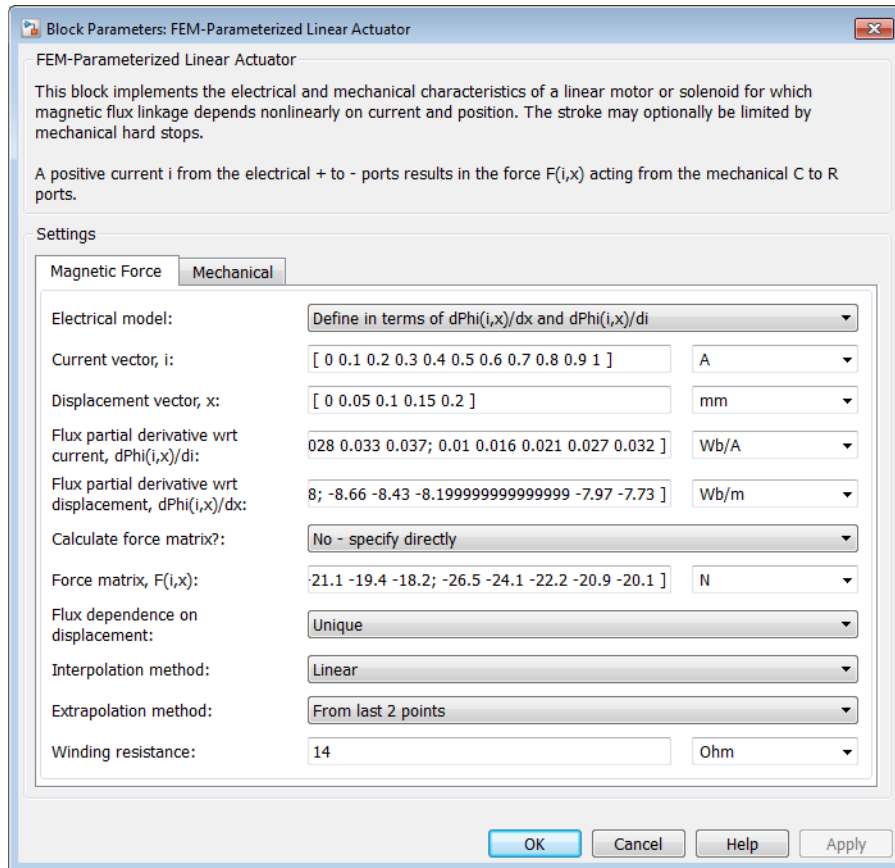 Block Parameters: FEM-Parameterized Linear Actuator
FEM-Parameterized Linear Actuator
This block implements the electrical and mechanical characteristics of a linear motor or solenoid for which
magnetic flux linkage depends nonlinearly on current and position. The stroke may optionally be limited by
mechanical hard stops.
A positive current i from the electrical + to - ports results in the force F(i,x) acting from the mechanical C to R
ports.
Settings
Magnetic Force Mechanical
Electrical model: Define in terms of dPhi(i,x)/dx and dPhi(i,x)/di
Current vector, i: [ 0 0.1 0.2 0.3 0.4 0.5 0.6 0.7 0.8 0.9 1 ] A
Displacement vector, x: [ 0 0.05 0.1 0.15 0.2 ] mm
Flux partial derivative wrt
current, dPhi(i,x)/di: 028 0.033 0.037; 0.01 0.016 0.021 0.027 0.032 ] Wb/A
Flux partial derivative wrt
displacement, dPhi(i,x)/dx: 8; -8.66 -8.43 -8.199999999999999 -7.97 -7.73 ] Wb/m
Calculate force matrix?: No - specify directly
Force matrix, F(i,x): -21.1 -19.4 -18.2; -26.5 -24.1 -22.2 -20.9 -20.1 ] N
Flux dependence on
displacement: Unique
Interpolation method: Linear
Extrapolation method: From last 2 points
Winding resistance: 14 Ohm
OK Cancel Help Apply